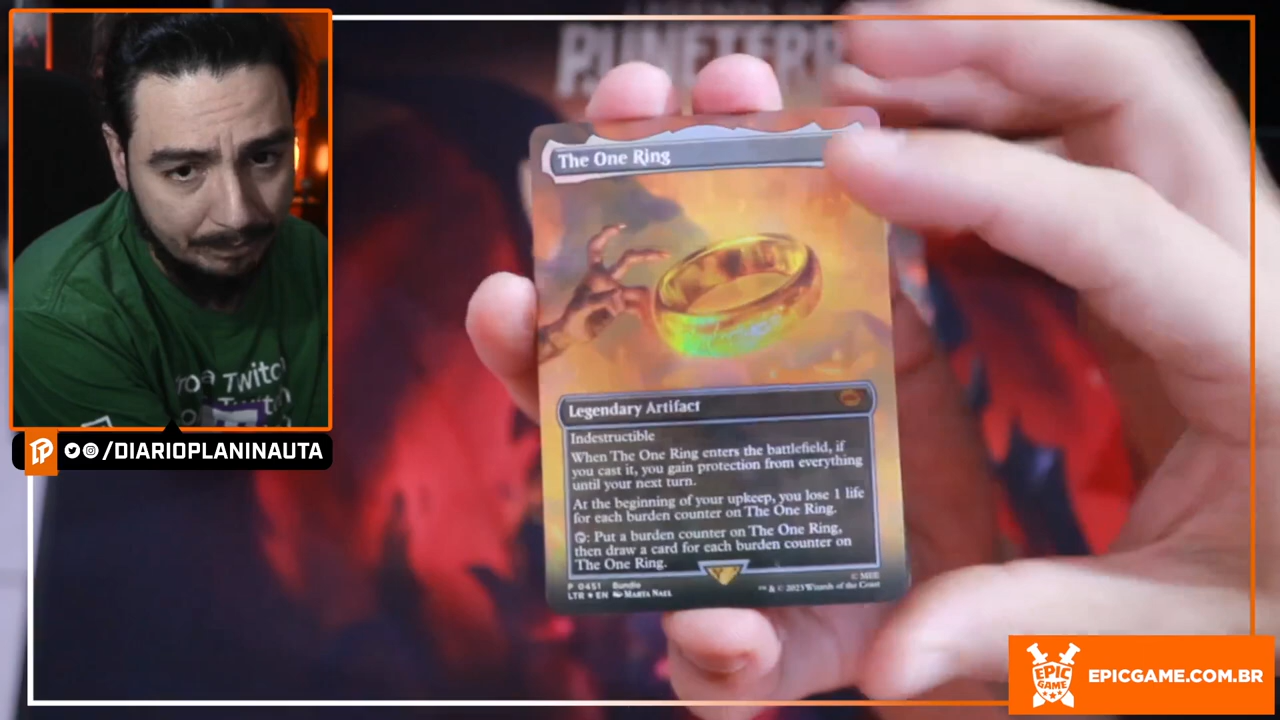 The One Ring
Legendary Artifact
Indestructible
When The One Ring enters the battlefield, if
you cast it, you gain protection from everything
until your next turn.
At the beginning of your upkeep, you lose 1 life
for each burden counter on The One Ring.
: Put a burden counter on The One Ring,
then draw a card for each burden counter on
The One Ring.
P 0451 Bundle
LTR ★ EN Marta Nael
© MEE
™ & © 2023 Wizards of the Coast
Twitc
/DIARIOPLANINAUTA
EPIC
GAME
EPICGAME.COM.BR